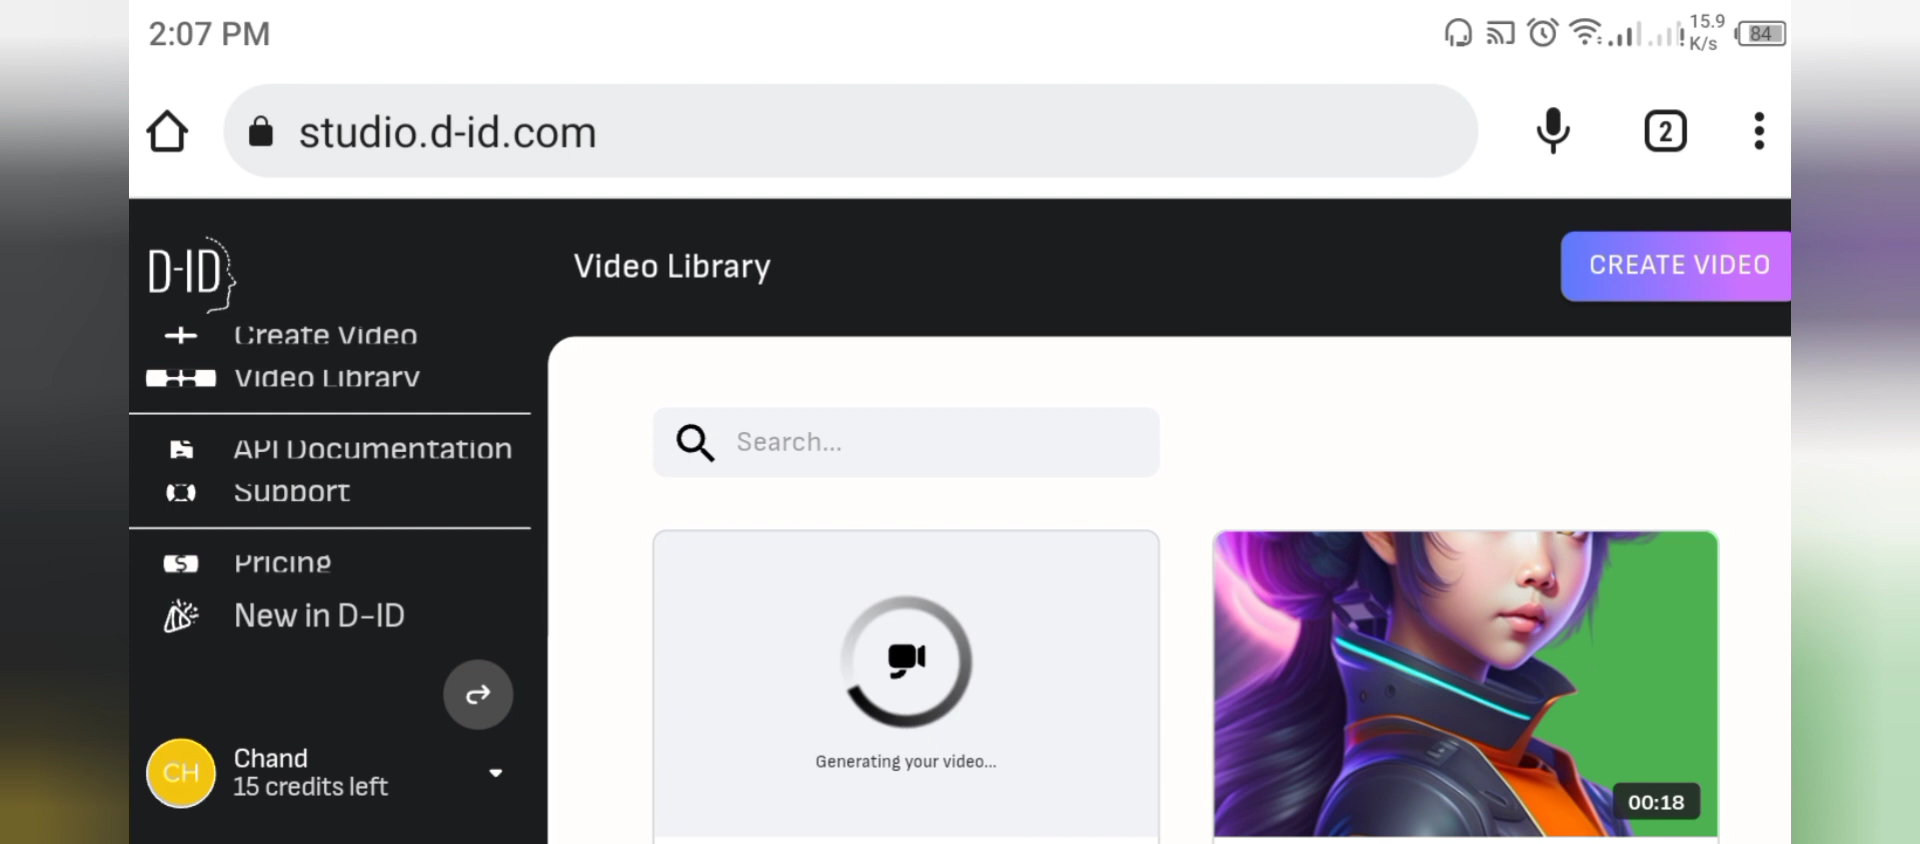 2:07 PM
15.9
K/s
84
studio.d-id.com
2
D-ID
Video Library
CREATE VIDEO
Create Video
Video Library
API Documentation
Support
Pricing
New in D-ID
CH
Chand
15 credits left
Search...
Generating your video...
00:18